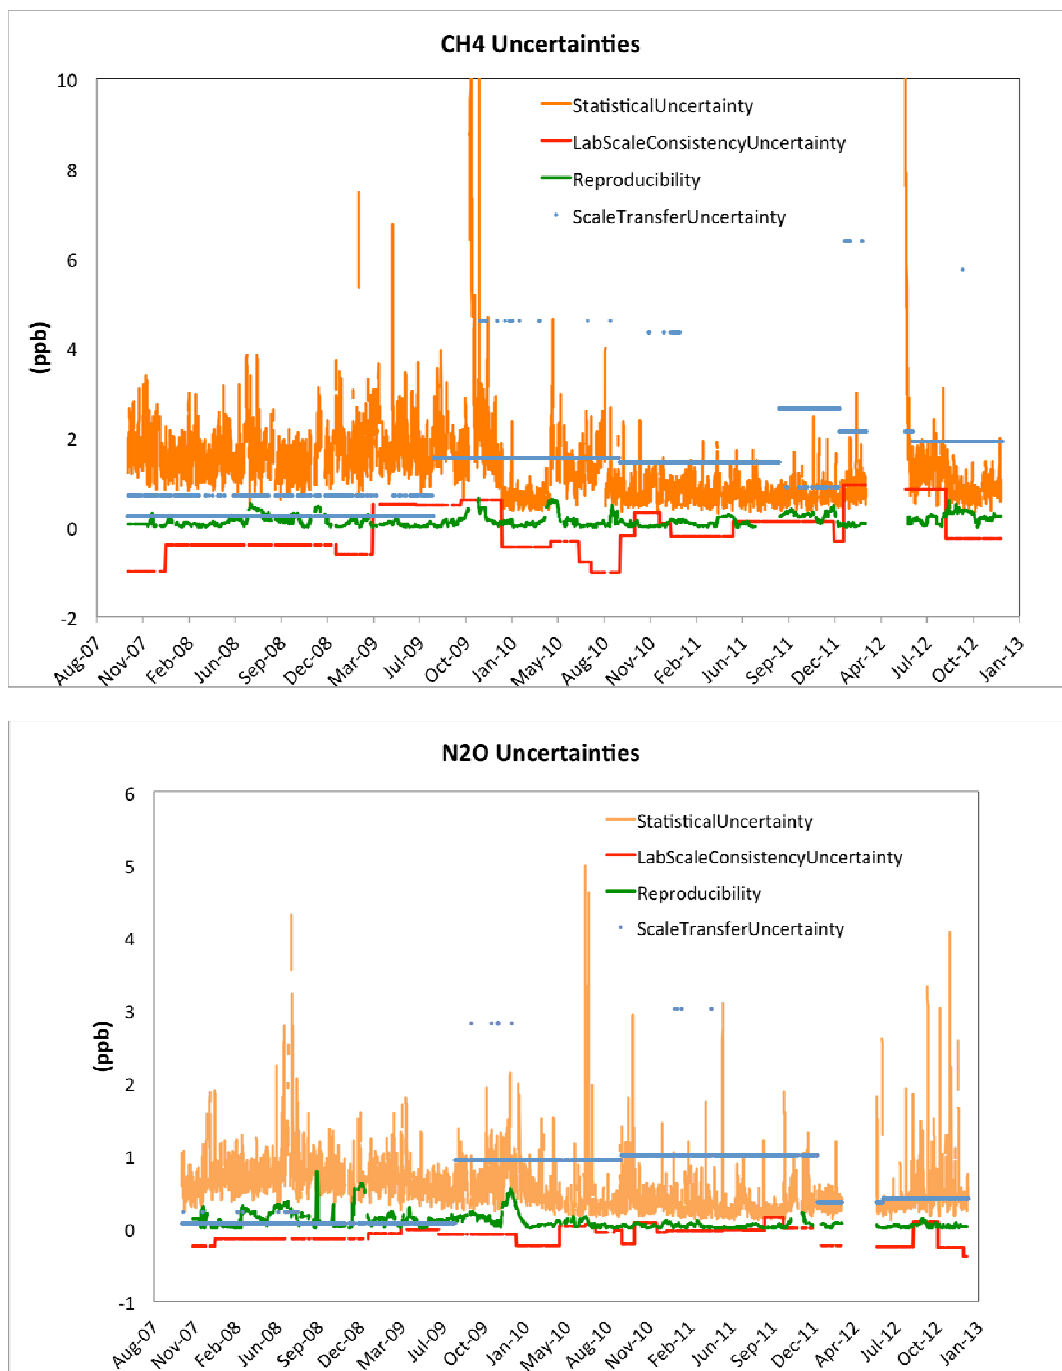 CH4 Uncertainties
10
8
6
4
2
0
-2
(ppb)
StatisticalUncertainty
LabScaleConsistencyUncertainty
Reproducibility
ScaleTransferUncertainty
Aug-07 Nov-07 Feb-08 Jun-08 Sep-08 Dec-08 Mar-09 Jul-09 Oct-09 Jan-10 May-10 Aug-10 Nov-10 Feb-11 Jun-11 Sep-11 Dec-11 Apr-12 Jul-12 Oct-12 Jan-13
N2O Uncertainties
6
5
4
3
2
1
0
-1
(ppb)
StatisticalUncertainty
LabScaleConsistencyUncertainty
Reproducibility
ScaleTransferUncertainty
Aug-07 Nov-07 Feb-08 Jun-08 Sep-08 Dec-08 Mar-09 Jul-09 Oct-09 Jan-10 May-10 Aug-10 Nov-10 Feb-11 Jun-11 Sep-11 Dec-11 Apr-12 Jul-12 Oct-12 Jan-13